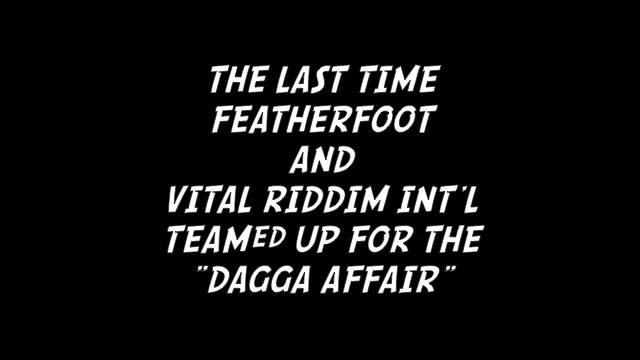 THE LAST TIME
FEATHERFOOT
AND
VITAL RIDDIM INT'L
TEAMED UP FOR THE
"DAGGA AFFAIR"